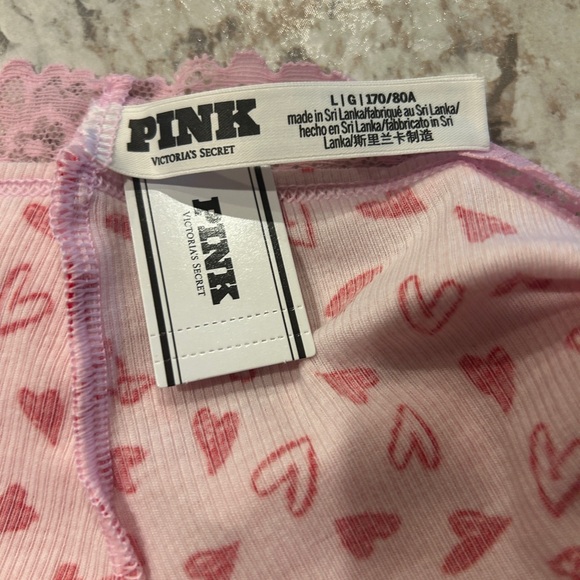 PINK
VICTORIA'S SECRET
L | G | 170/80A
made in Sri Lanka/fabriqué au Sri Lanka/
hecho en Sri Lanka/fabbricato in Sri
Lanka/斯里兰卡制造
PINK
VICTORIA'S SECRET